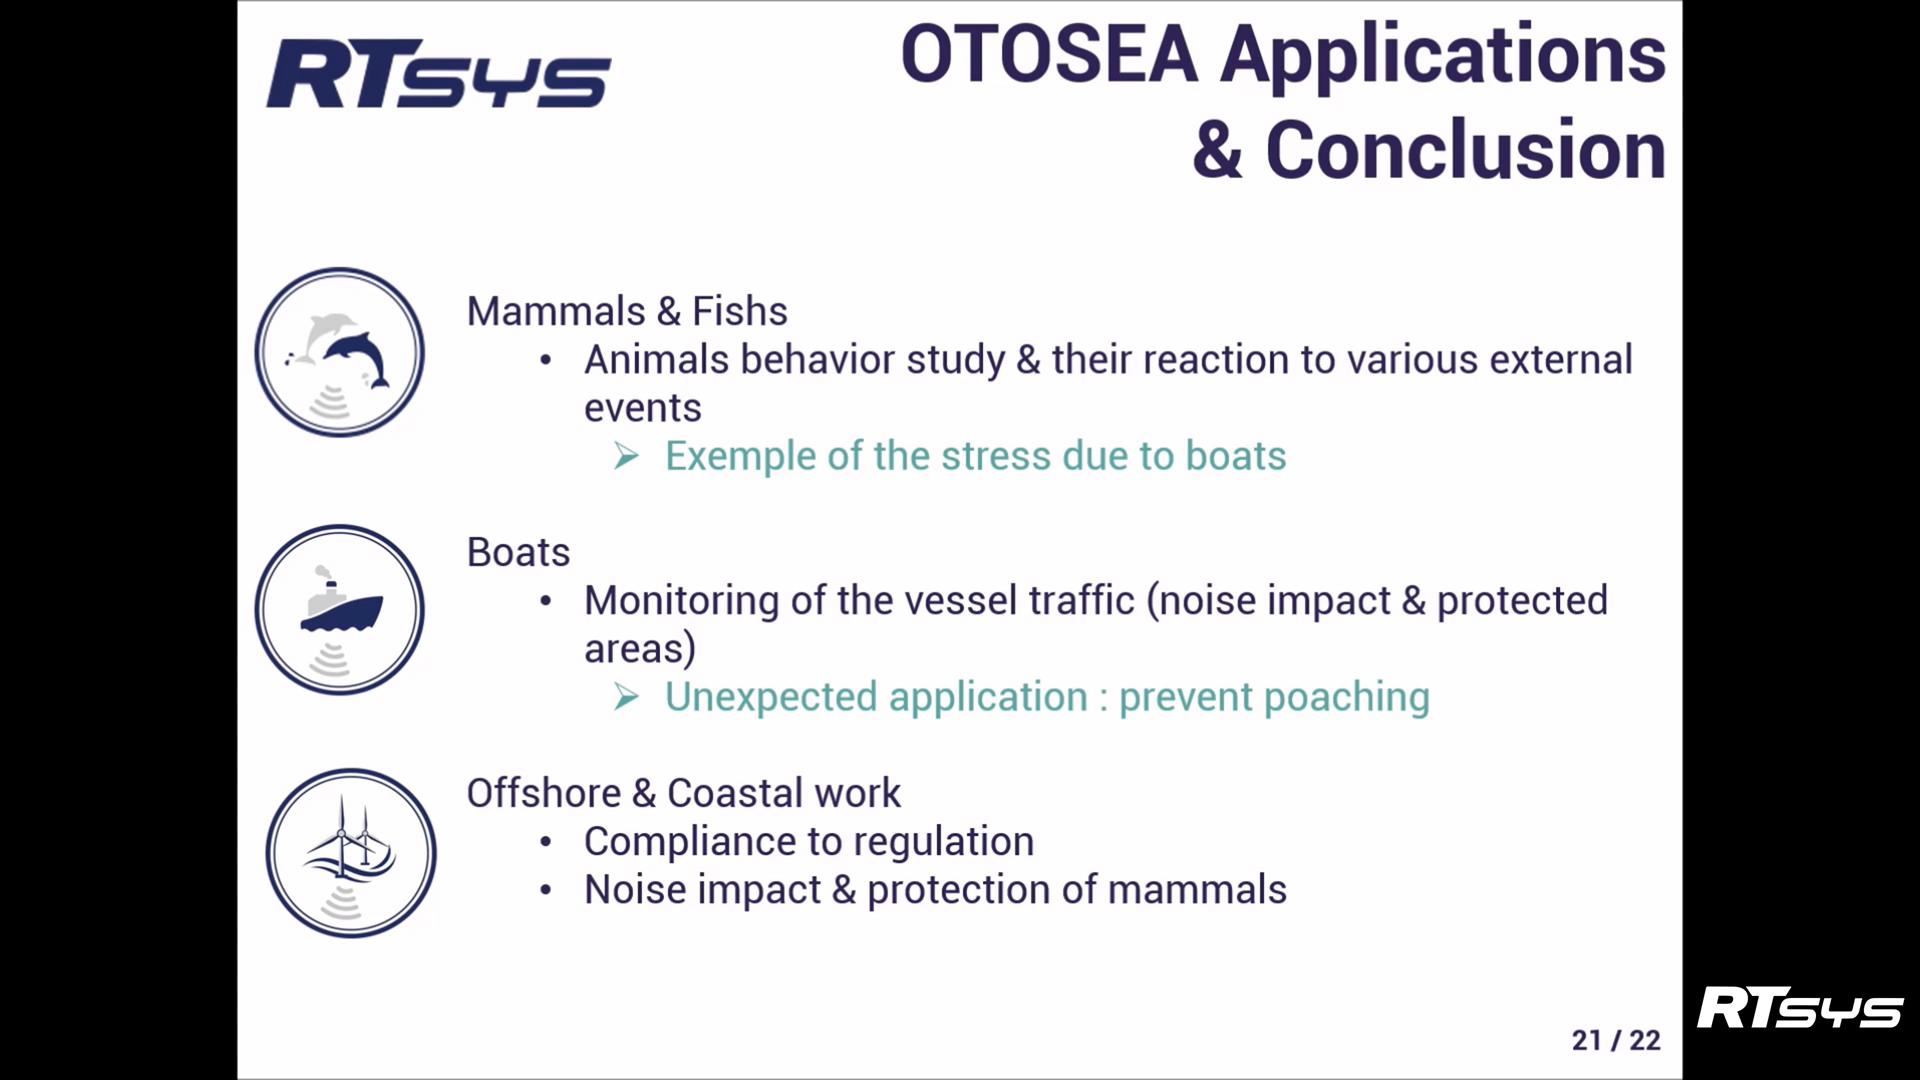 RTSYS
OTOSEA Applications
& Conclusion
Mammals & Fishs
• Animals behavior study & their reaction to various external
events
➢ Exemple of the stress due to boats
Boats
• Monitoring of the vessel traffic (noise impact & protected
areas)
➢ Unexpected application : prevent poaching
Offshore & Coastal work
• Compliance to regulation
• Noise impact & protection of mammals
21 / 22
RTSYS